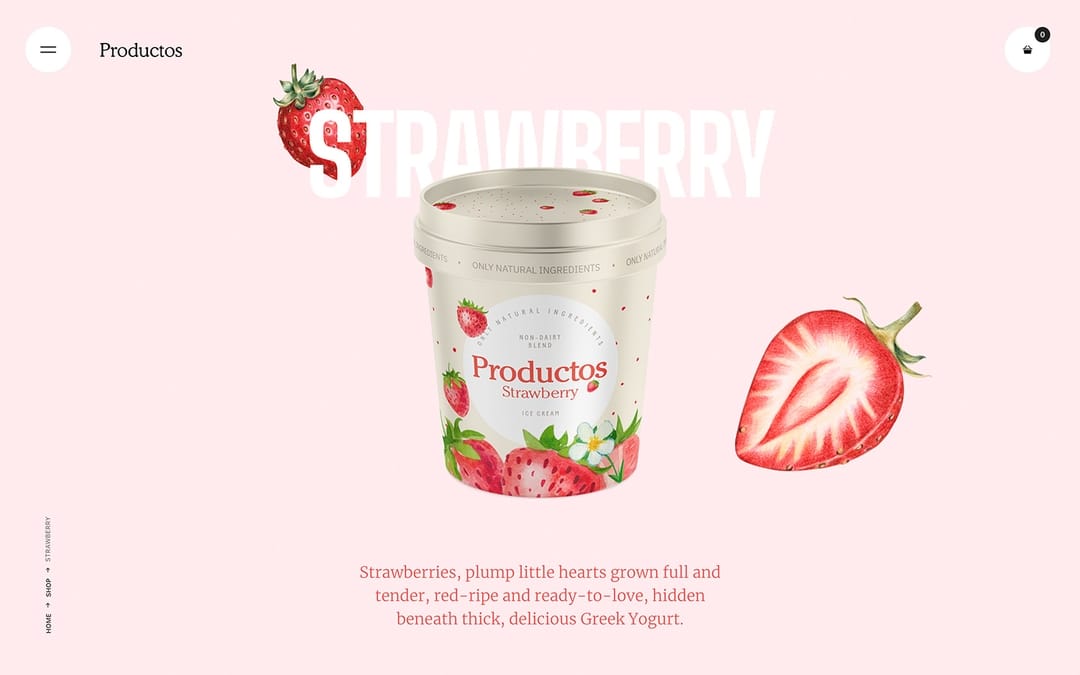 Productos
0
STRAWBERRY
INGREDIENTS • ONLY NATURAL INGREDIENTS • ONLY NATURAL
ONLY NATURAL INGREDIENTS
NON-DAIRY
BLEND
Productos
Strawberry
ICE CREAM
HOME → SHOP → STRAWBERRY
Strawberries, plump little hearts grown full and
tender, red-ripe and ready-to-love, hidden
beneath thick, delicious Greek Yogurt.